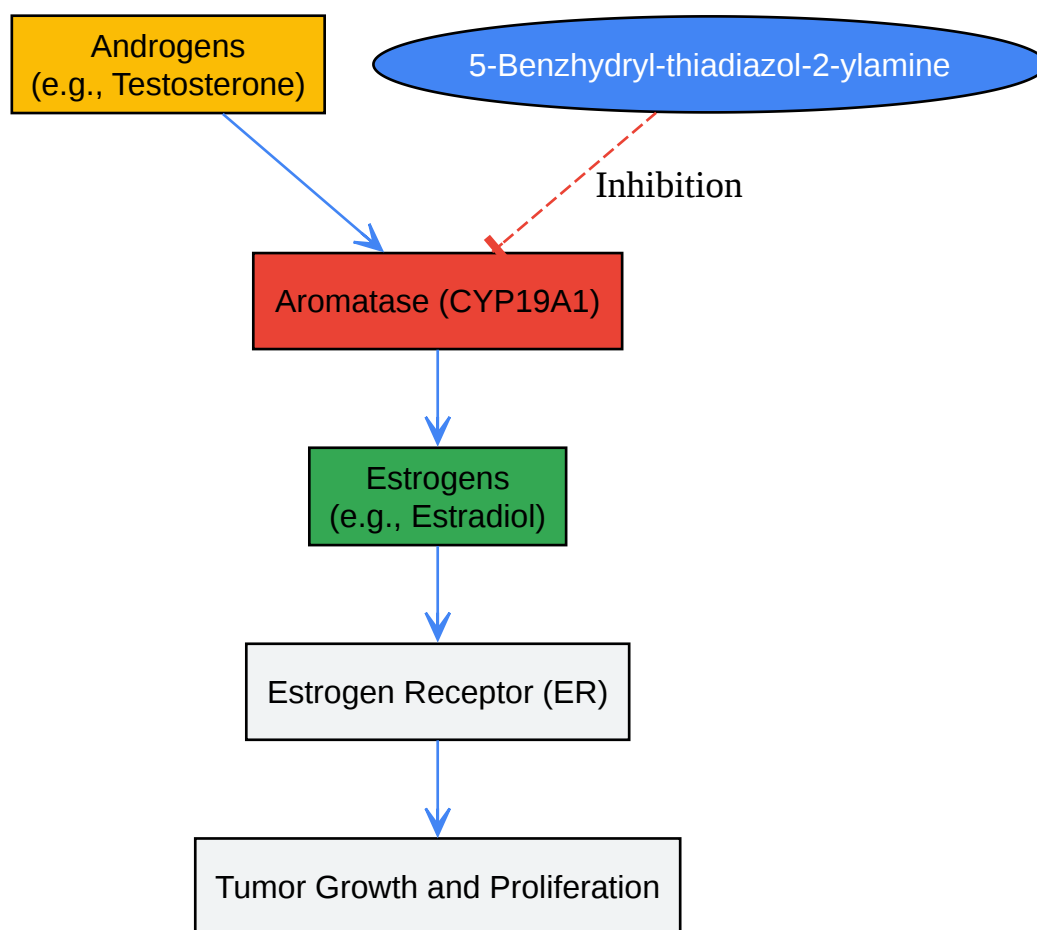 Androgens
(e.g., Testosterone)
5-Benzhydryl-thiadiazol-2-ylamine
Inhibition
Aromatase (CYP19A1)
Estrogens
(e.g., Estradiol)
Estrogen Receptor (ER)
Tumor Growth and Proliferation